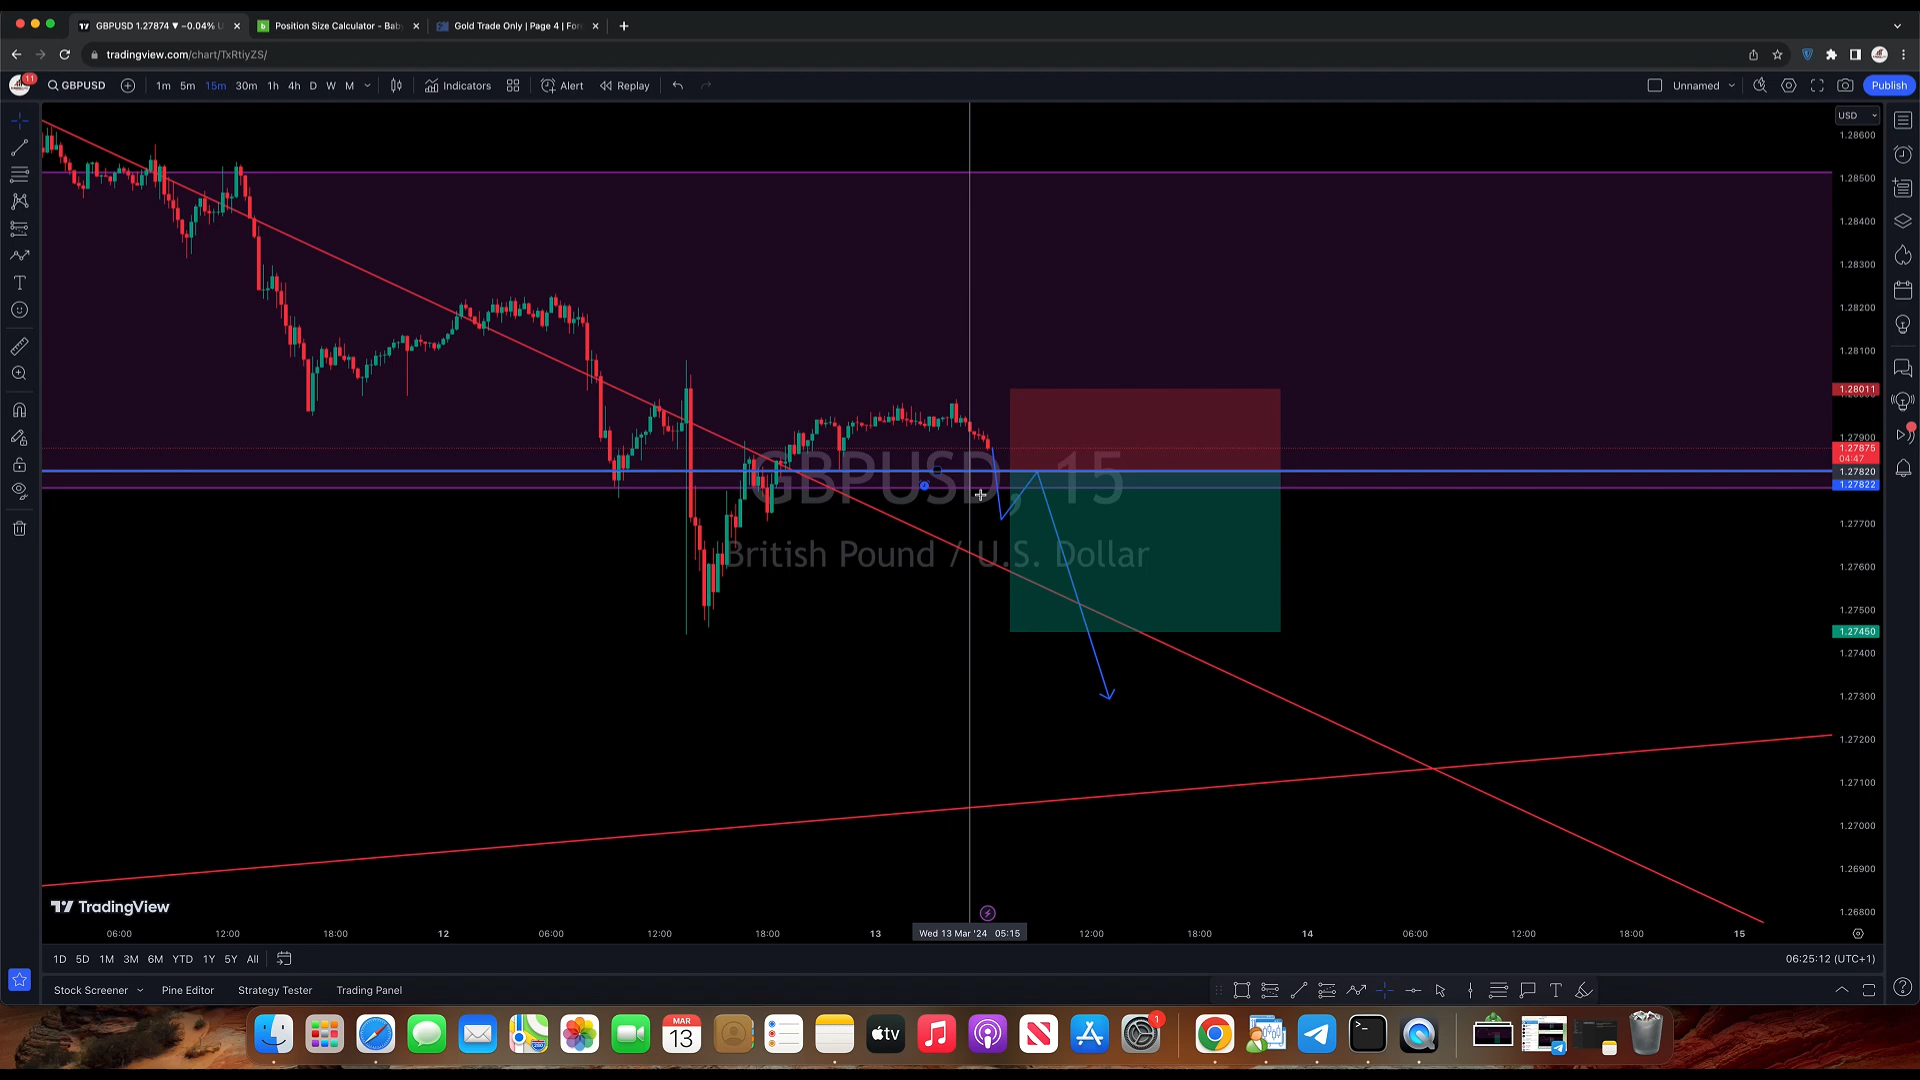 GBPUSD 1.27874 ▼ −0.04% U
Position Size Calculator - Bab
Gold Trade Only | Page 4 | For
tradingview.com/chart/TxRtiyZS/
11
GBPUSD
1m 5m 15m 30m 1h 4h D W M
Indicators
Alert
Replay
Unnamed
Publish
USD
1.28600
1.28500
1.28400
1.28300
1.28200
1.28100
1.28011
1.27900
1.27875
04:47
1.27820
1.27822
1.27700
1.27600
1.27500
1.27450
1.27400
1.27300
1.27200
1.27100
1.27000
1.26900
1.26800
GBPUSD, 15
British Pound / U.S. Dollar
TradingView
06:00 12:00 18:00 12 06:00 12:00 18:00 13 Wed 13 Mar '24 05:15 12:00 18:00 14 06:00 12:00 18:00 15
1D 5D 1M 3M 6M YTD 1Y 5Y All
06:25:12 (UTC+1)
Stock Screener Pine Editor Strategy Tester Trading Panel
MAR
13
tv
1